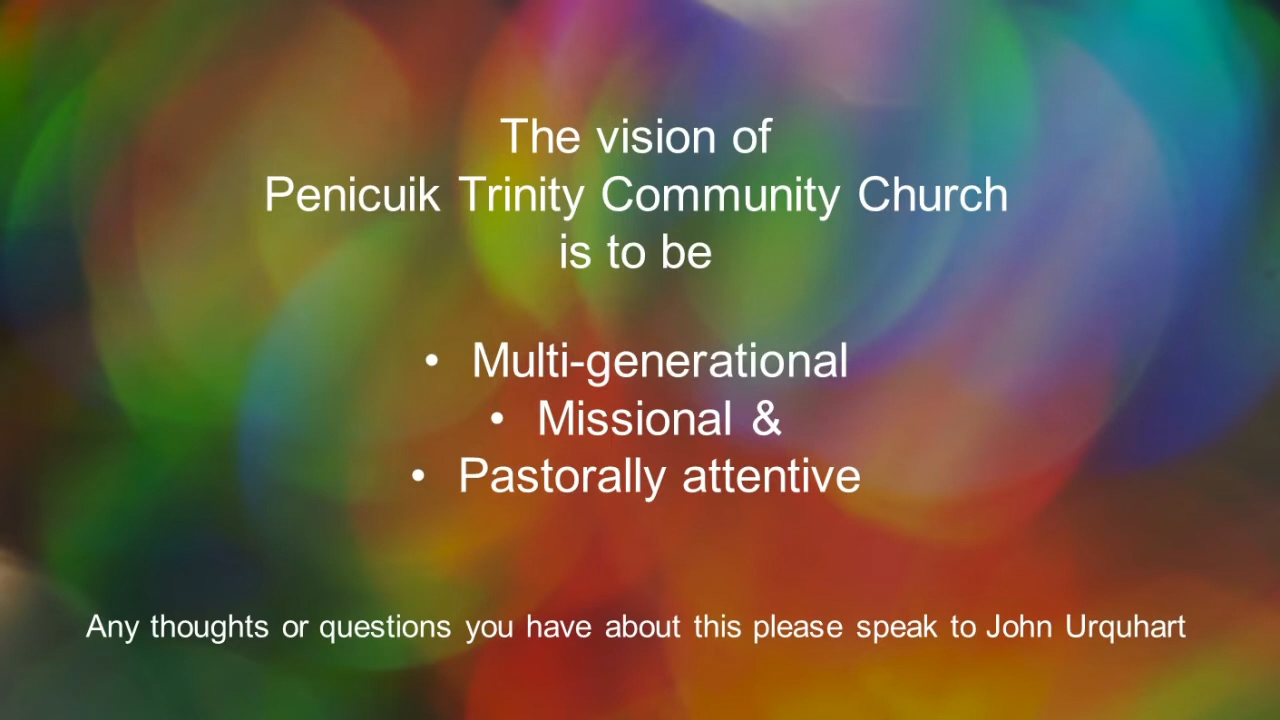 The vision of
Penicuik Trinity Community Church
is to be
• Multi-generational
• Missional &
• Pastorally attentive
Any thoughts or questions you have about this please speak to John Urquhart